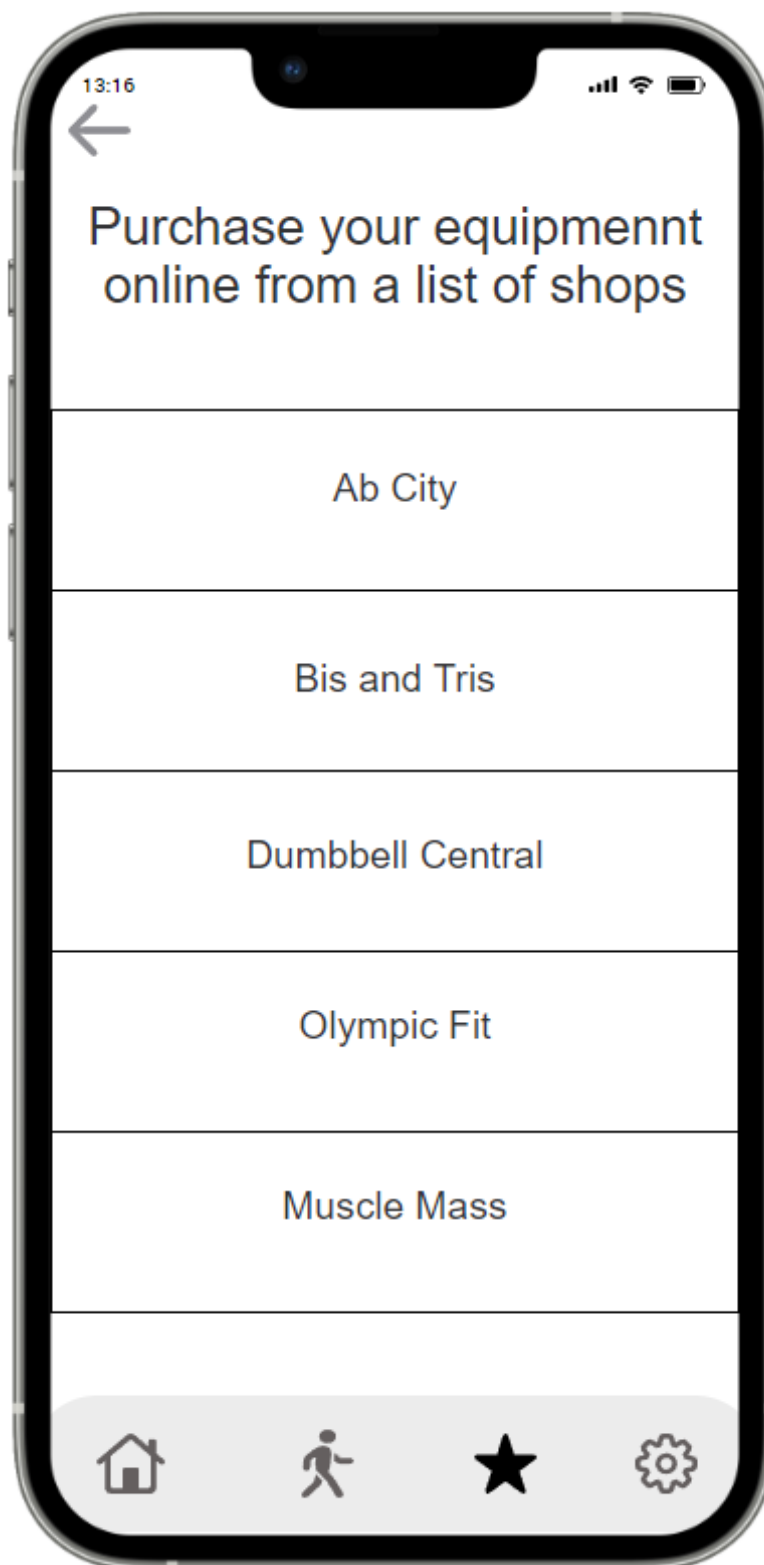 13:16
Purchase your equipmennt
online from a list of shops
Ab City
Bis and Tris
Dumbbell Central
Olympic Fit
Muscle Mass